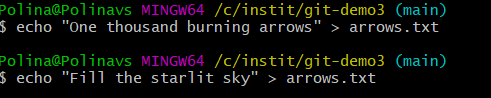 Polina@Polinavs MINGW64 /c/instit/git-demo3 (main)
$ echo "One thousand burning arrows" > arrows.txt
Polina@Polinavs MINGW64 /c/instit/git-demo3 (main)
$ echo "Fill the starlit sky" > arrows.txt